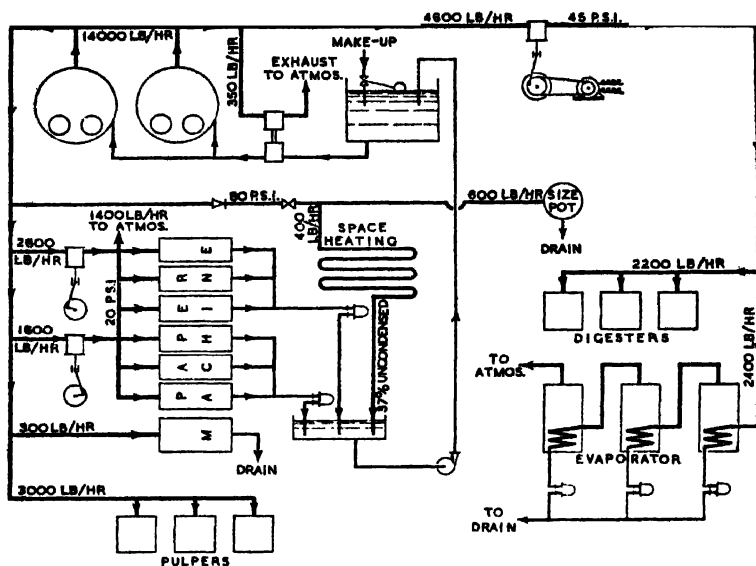 4600 LB/HR
45 P.S.I.
14000LB/HR
350 LB/HR
EXHAUST
TO ATMOS.
MAKE-UP
80 P.S.I.
400
LB/HR
600 LB/HR
SIZE
POT
DRAIN
SPACE
HEATING
1400 LB/HR
TO ATMOS.
2600
LB/HR
20 P.S.I
1600
LB/HR
P A P E R
M A C H I N E
37% UNCONDENSED
300 LB/HR
DRAIN
3000 LB/HR
PULPERS
2200 LB/HR
DIGESTERS
2400 LB/HR
TO
ATMOS.
EVAPORATOR
TO
DRAIN